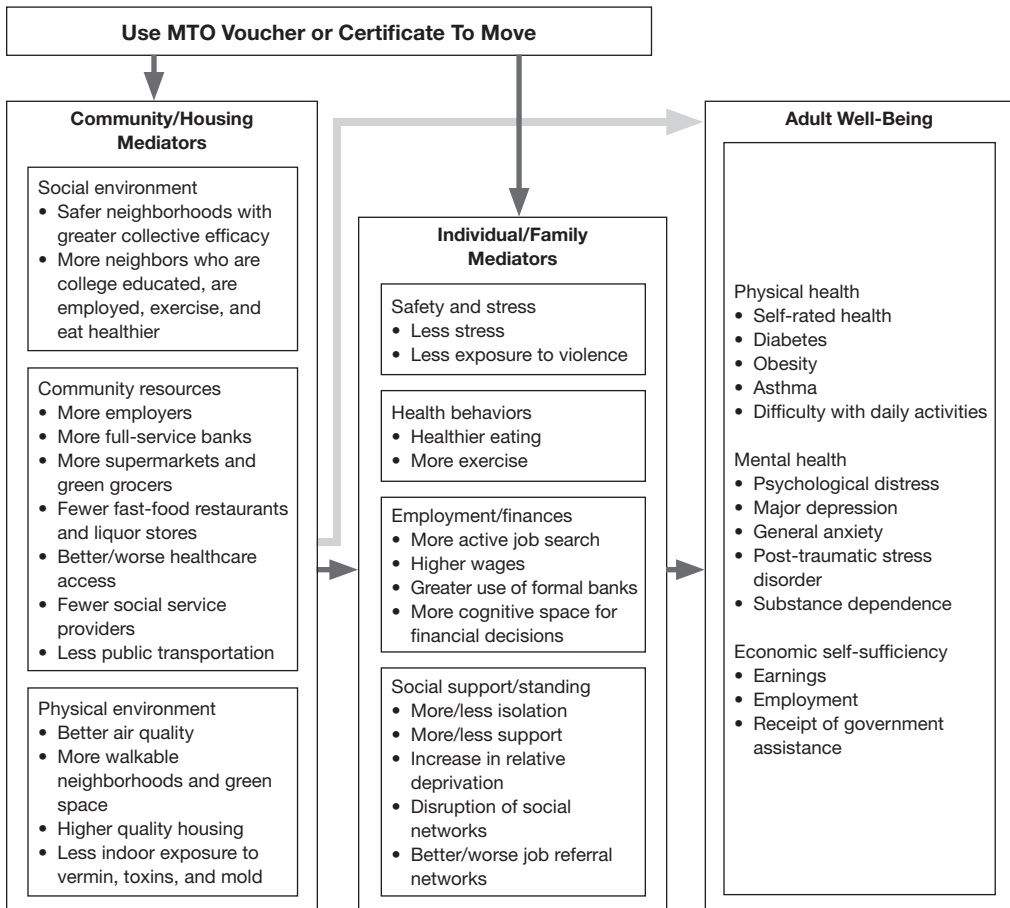 Use MTO Voucher or Certificate To Move
Community/Housing
Mediators
Social environment
• Safer neighborhoods with
greater collective efficacy
• More neighbors who are
college educated, are
employed, exercise, and
eat healthier
Community resources
• More employers
• More full-service banks
• More supermarkets and
green grocers
• Fewer fast-food restaurants
and liquor stores
• Better/worse healthcare
access
• Fewer social service
providers
• Less public transportation
Physical environment
• Better air quality
• More walkable
neighborhoods and green
space
• Higher quality housing
• Less indoor exposure to
vermin, toxins, and mold
Individual/Family
Mediators
Safety and stress
• Less stress
• Less exposure to violence
Health behaviors
• Healthier eating
• More exercise
Employment/finances
• More active job search
• Higher wages
• Greater use of formal banks
• More cognitive space for
financial decisions
Social support/standing
• More/less isolation
• More/less support
• Increase in relative
deprivation
• Disruption of social
networks
• Better/worse job referral
networks
Adult Well-Being
Physical health
• Self-rated health
• Diabetes
• Obesity
• Asthma
• Difficulty with daily activities
Mental health
• Psychological distress
• Major depression
• General anxiety
• Post-traumatic stress
disorder
• Substance dependence
Economic self-sufficiency
• Earnings
• Employment
• Receipt of government
assistance